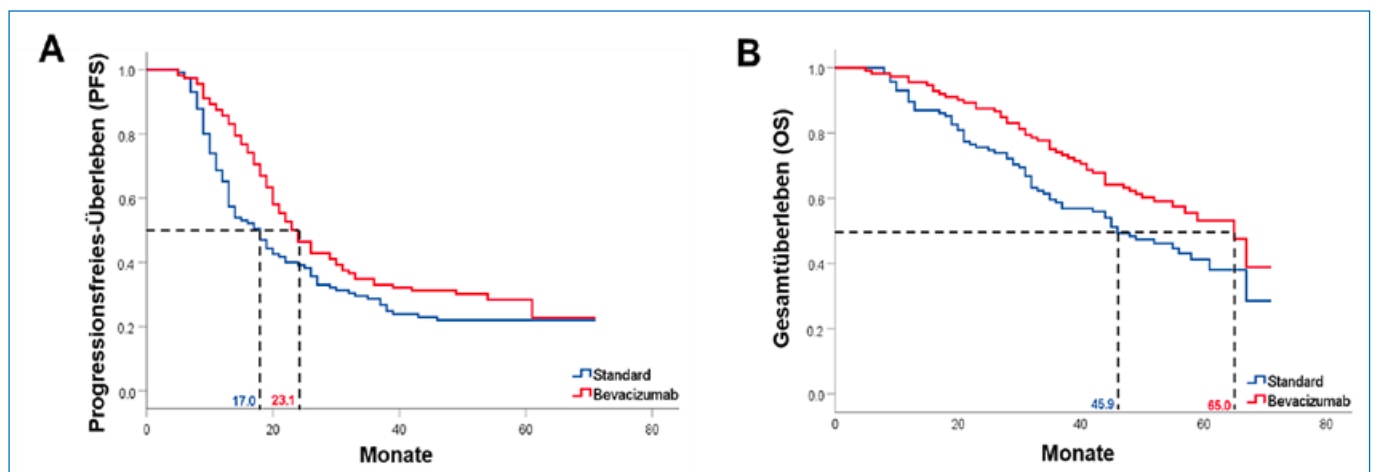 A
Progressionsfreies-Überleben (PFS)
1.0
0.8
0.6
0.4
0.2
0.0
17.0
23.1
Standard
Bevacizumab
0
20
40
60
80
Monate
B
Gesamtüberleben (OS)
1.0
0.8
0.6
0.4
0.2
0.0
45.9
65.0
Standard
Bevacizumab
0
20
40
60
80
Monate